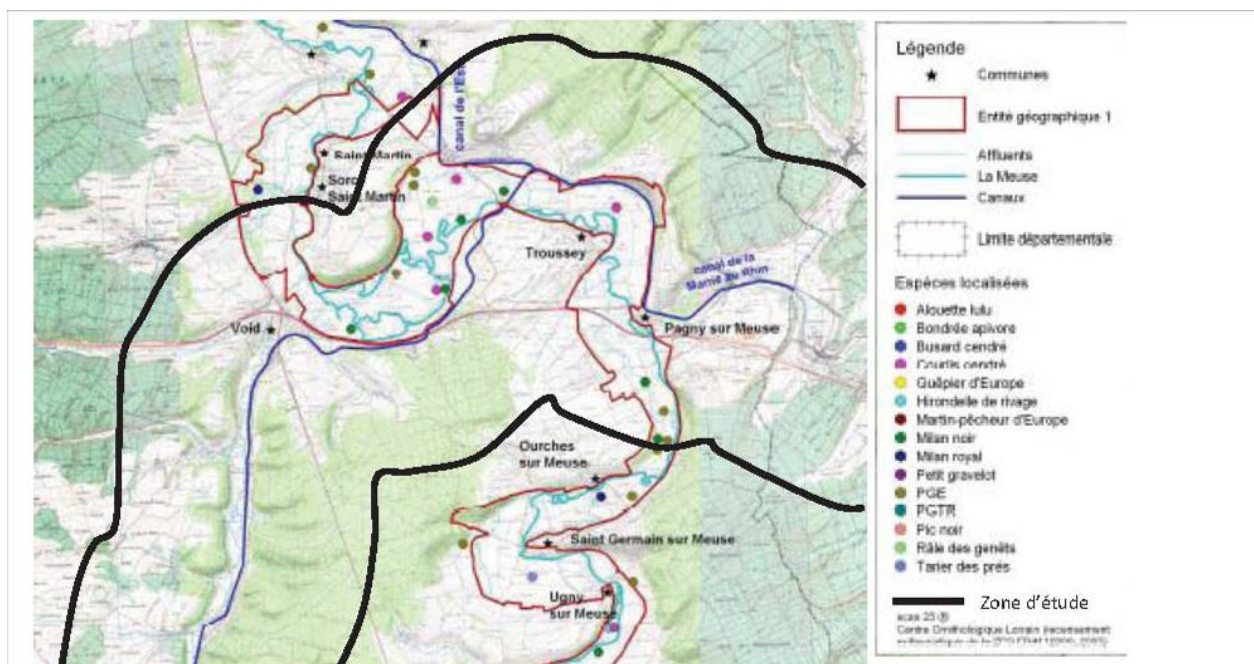 canal de l'Est
Saint Martin
Sorcy
Saint Martin
Troussey
canal de la
Marne au Rhin
Void
Pagny sur Meuse
Ourches
sur Meuse
Saint Germain sur Meuse
Ugny
sur Meuse
Légende
Communes
Entité géographique 1
Affluents
La Meuse
Canaux
Limite départementale
Espèces localisées
Alouette lulu
Bondrée apivore
Busard cendré
Courlis cendré
Guêpier d'Europe
Hirondelle de rivage
Martin-pêcheur d'Europe
Milan noir
Milan royal
Petit gravelot
PGE
PGTR
Pic noir
Râle des genêts
Tarier des prés
Zone d'étude
scan 25 ®
Centre Ornithologique Lorrain (recensement